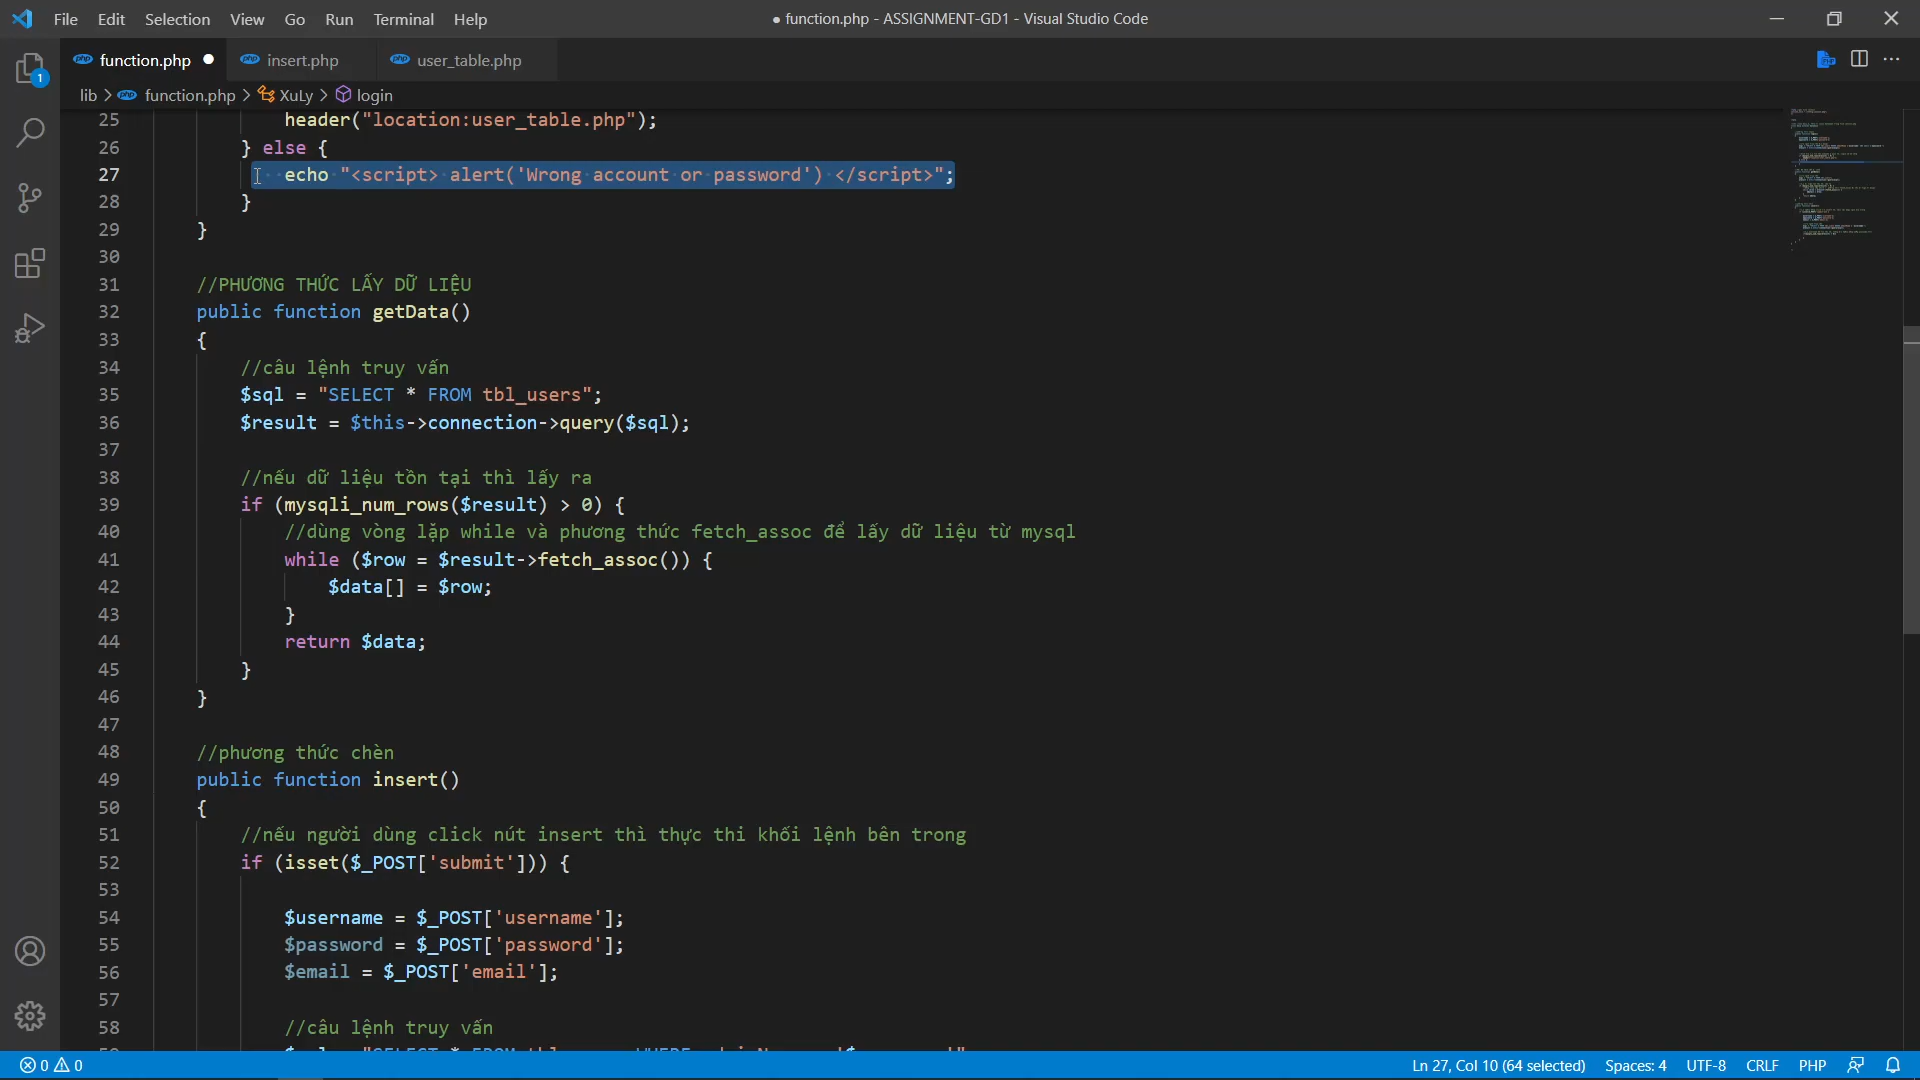 File Edit Selection View Go Run Terminal Help
● function.php - ASSIGNMENT-GD1 - Visual Studio Code
function.php ● insert.php user_table.php
lib > function.php > XuLy > login
25 header("location:user_table.php");
26 } else {
27 echo "<script> alert('Wrong account or password') </script>";
28 }
29 }
30
31 //PHƯƠNG THỨC LẤY DỮ LIỆU
32 public function getData()
33 {
34 //câu lệnh truy vấn
35 $sql = "SELECT * FROM tbl_users";
36 $result = $this->connection->query($sql);
37
38 //nếu dữ liệu tồn tại thì lấy ra
39 if (mysqli_num_rows($result) > 0) {
40 //dùng vòng lặp while và phương thức fetch_assoc để lấy dữ liệu từ mysql
41 while ($row = $result->fetch_assoc()) {
42 $data[] = $row;
43 }
44 return $data;
45 }
46 }
47
48 //phương thức chèn
49 public function insert()
50 {
51 //nếu người dùng click nút insert thì thực thi khối lệnh bên trong
52 if (isset($_POST['submit'])) {
53
54 $username = $_POST['username'];
55 $password = $_POST['password'];
56 $email = $_POST['email'];
57
58 //câu lệnh truy vấn
0 0 Ln 27, Col 10 (64 selected) Spaces: 4 UTF-8 CRLF PHP